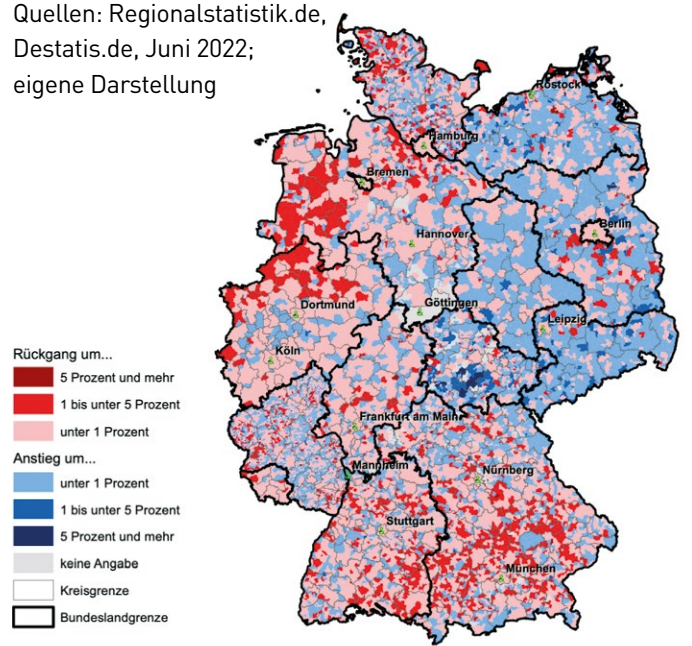 Quellen: Regionalstatistik.de,
Destatis.de, Juni 2022;
eigene Darstellung
Rostock
Hamburg
Bremen
Berlin
Hannover
Göttingen
Dortmund
Leipzig
Köln
Frankfurt am Main
Mannheim
Nürnberg
Stuttgart
München
Rückgang um...
5 Prozent und mehr
1 bis unter 5 Prozent
unter 1 Prozent
Anstieg um...
unter 1 Prozent
1 bis unter 5 Prozent
5 Prozent und mehr
keine Angabe
Kreisgrenze
Bundeslandgrenze